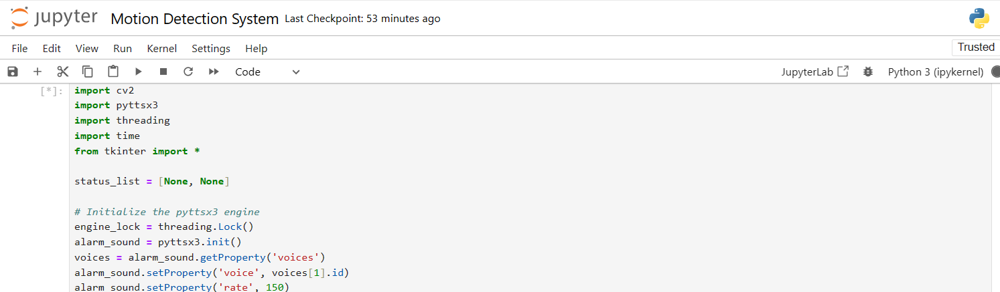 jupyter Motion Detection System Last Checkpoint: 53 minutes ago
File Edit View Run Kernel Settings Help Trusted
Code JupyterLab Python 3 (ipykernel)
[*]: import cv2
import pyttsx3
import threading
import time
from tkinter import *
status_list = [None, None]
# Initialize the pyttsx3 engine
engine_lock = threading.Lock()
alarm_sound = pyttsx3.init()
voices = alarm_sound.getProperty('voices')
alarm_sound.setProperty('voice', voices[1].id)
alarm_sound.setProperty('rate', 150)